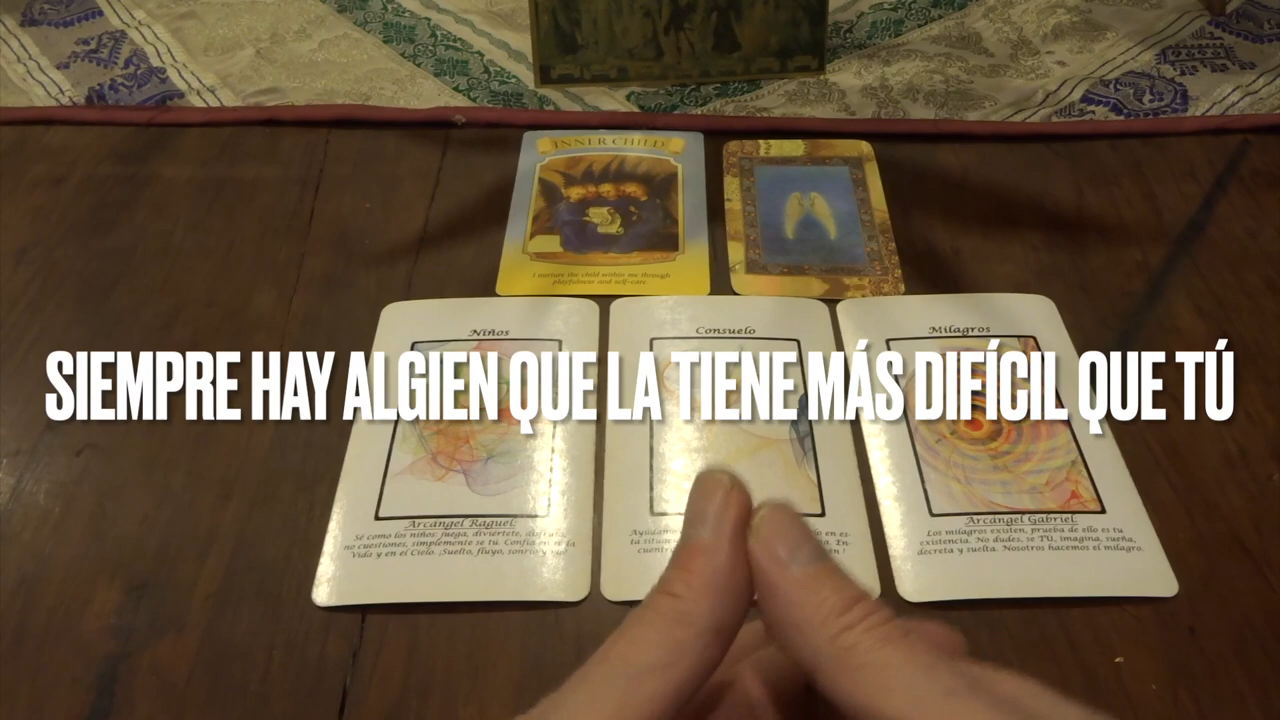 INNER CHILD
I nurture the child within me through
playfulness and self-care.
Niños
Consuelo
Milagros
SIEMPRE HAY ALGIEN QUE LA TIENE MÁS DIFÍCIL QUE TÚ
Arcángel Raguel:
Sé como los niños: juega, diviértete, disfruta,
no cuestiones, simplemente se tú. Confía en la
Vida y en el Cielo. ¡Suelto, fluyo, sonrío y
Arcángel Gabriel:
Los milagros existen, prueba de ello es tu
existencia. No dudes, se TÚ, imagina, sueña,
decreta y suelta. Nosotros hacemos el milagro.